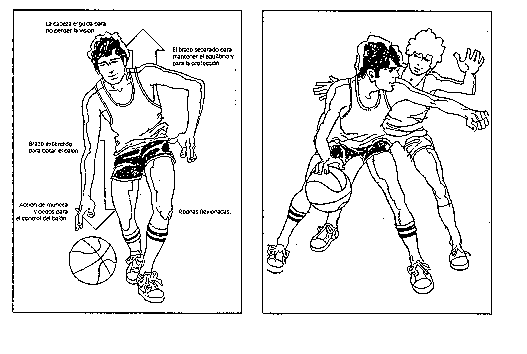 La cabeza erguida para
no perder la visión
El brazo separado para
mantener el equilibrio y
para la protección
Brazo extendido
para botar el balón
Acción de muñeca
y dedos para
el control del balón
Piernas flexionadas.